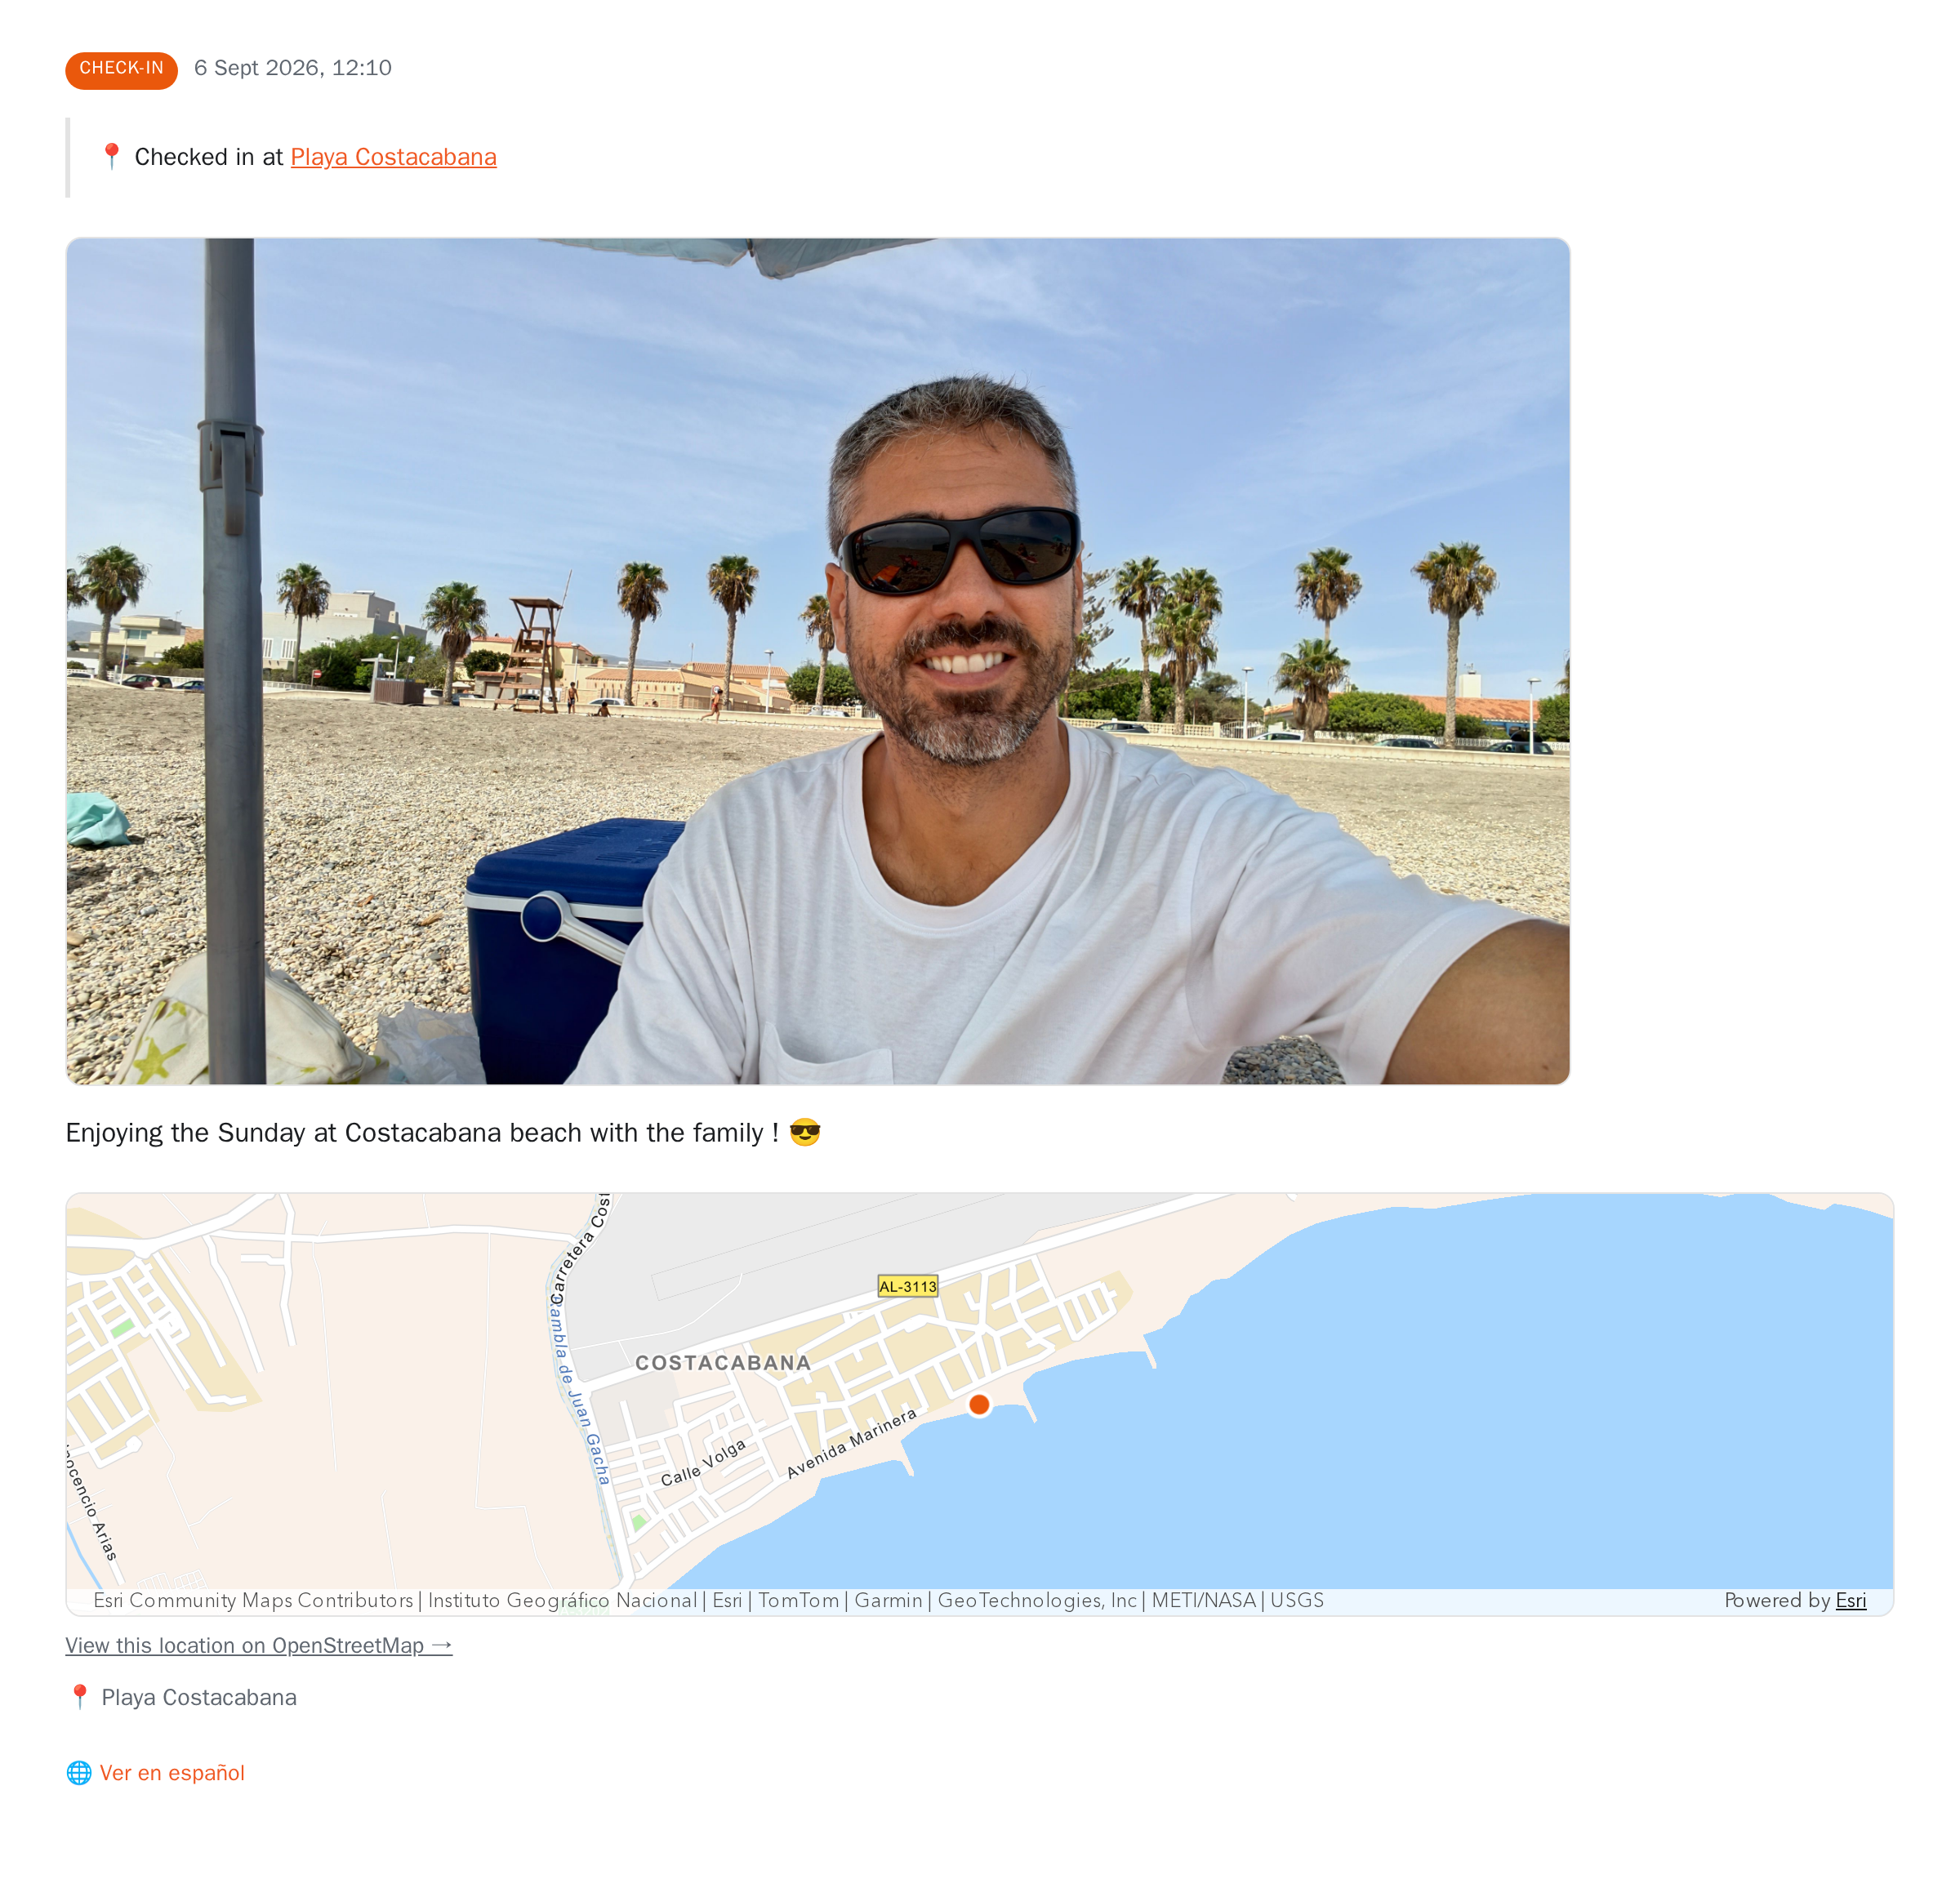 CHECK-IN 6 Sept 2026, 12:10
📍 Checked in at Playa Costacabana
Enjoying the Sunday at Costacabana beach with the family ! 😎
Carretera Cost
AL-3113
Rambla de Juan Gacha
COSTACABANA
Avenida Marinera
Calle Volga
nocencio Arias
Esri Community Maps Contributors | Instituto Geográfico Nacional | Esri | TomTom | Garmin | GeoTechnologies, Inc | METI/NASA | USGS
Powered by Esri
View this location on OpenStreetMap →
📍 Playa Costacabana
🌐 Ver en español